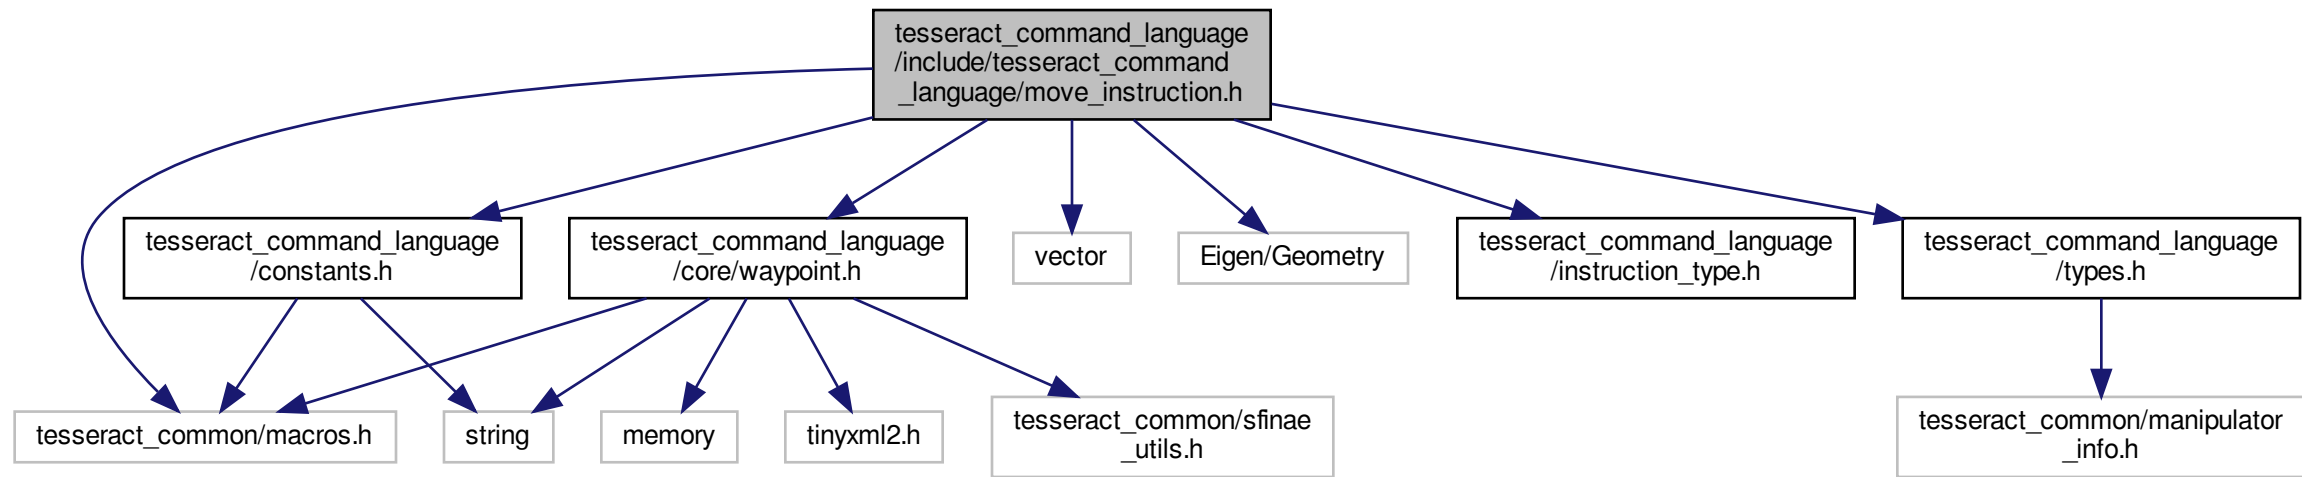 tesseract_command_language
/include/tesseract_command
_language/move_instruction.h
tesseract_command_language
/constants.h
tesseract_command_language
/core/waypoint.h
vector
Eigen/Geometry
tesseract_command_language
/instruction_type.h
tesseract_command_language
/types.h
tesseract_common/macros.h
string
memory
tinyxml2.h
tesseract_common/sfinae
_utils.h
tesseract_common/manipulator
_info.h